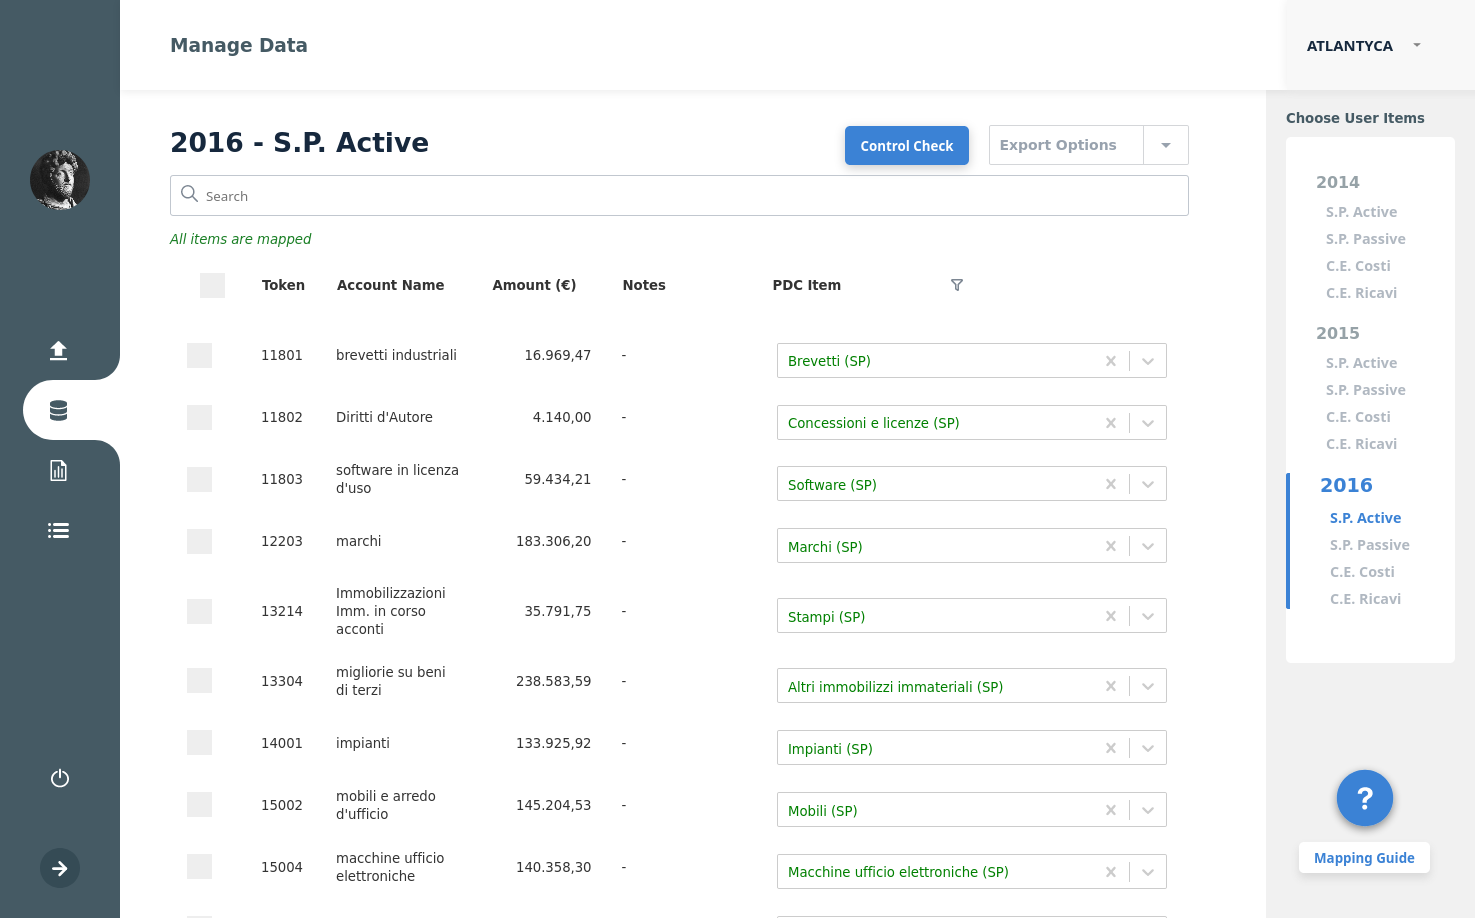 Manage Data
ATLANTYCA
2016 - S.P. Active
Control Check
Export Options
Search
All items are mapped
Token Account Name Amount (€) Notes PDC Item
11801 brevetti industriali 16.969,47 - Brevetti (SP)
11802 Diritti d'Autore 4.140,00 - Concessioni e licenze (SP)
11803 software in licenza d'uso 59.434,21 - Software (SP)
12203 marchi 183.306,20 - Marchi (SP)
13214 Immobilizzazioni Imm. in corso acconti 35.791,75 - Stampi (SP)
13304 migliorie su beni di terzi 238.583,59 - Altri immobilizzi immateriali (SP)
14001 impianti 133.925,92 - Impianti (SP)
15002 mobili e arredo d'ufficio 145.204,53 - Mobili (SP)
15004 macchine ufficio elettroniche 140.358,30 - Macchine ufficio elettroniche (SP)
Choose User Items
2014
S.P. Active
S.P. Passive
C.E. Costi
C.E. Ricavi
2015
S.P. Active
S.P. Passive
C.E. Costi
C.E. Ricavi
2016
S.P. Active
S.P. Passive
C.E. Costi
C.E. Ricavi
?
Mapping Guide